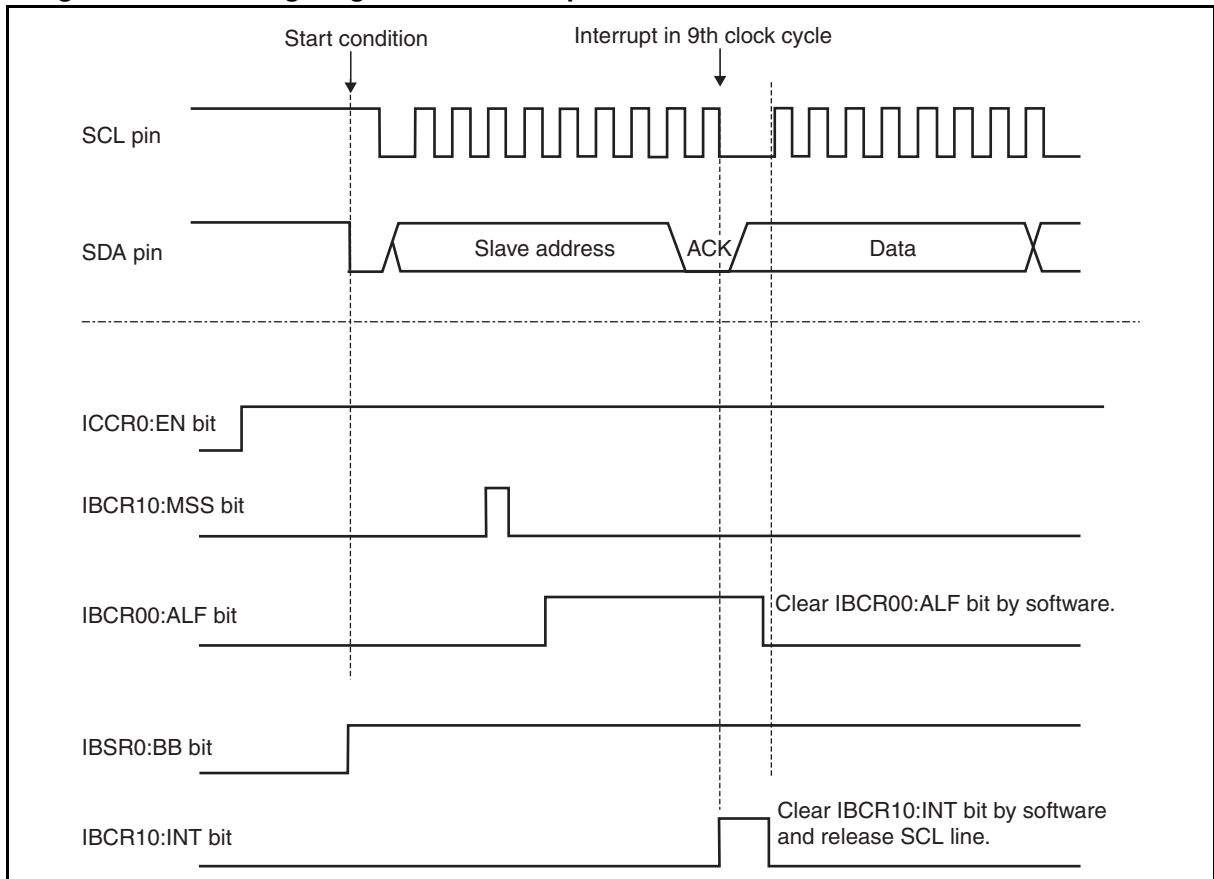 Start condition
Interrupt in 9th clock cycle
SCL pin
SDA pin
Slave address
ACK
Data
ICCR0:EN bit
IBCR10:MSS bit
IBCR00:ALF bit
Clear IBCR00:ALF bit by software.
IBSR0:BB bit
IBCR10:INT bit
Clear IBCR10:INT bit by software
and release SCL line.